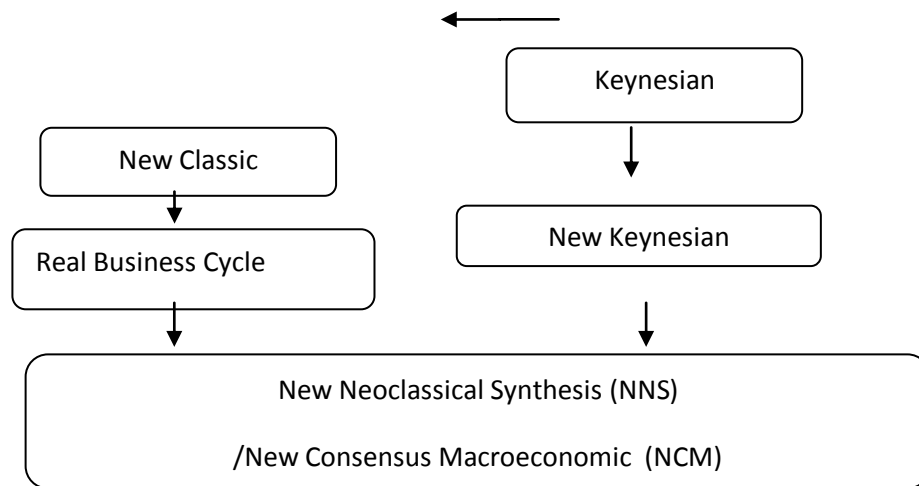 Keynesian
New Classic
New Keynesian
Real Business Cycle
New Neoclassical Synthesis (NNS)
/New Consensus Macroeconomic (NCM)